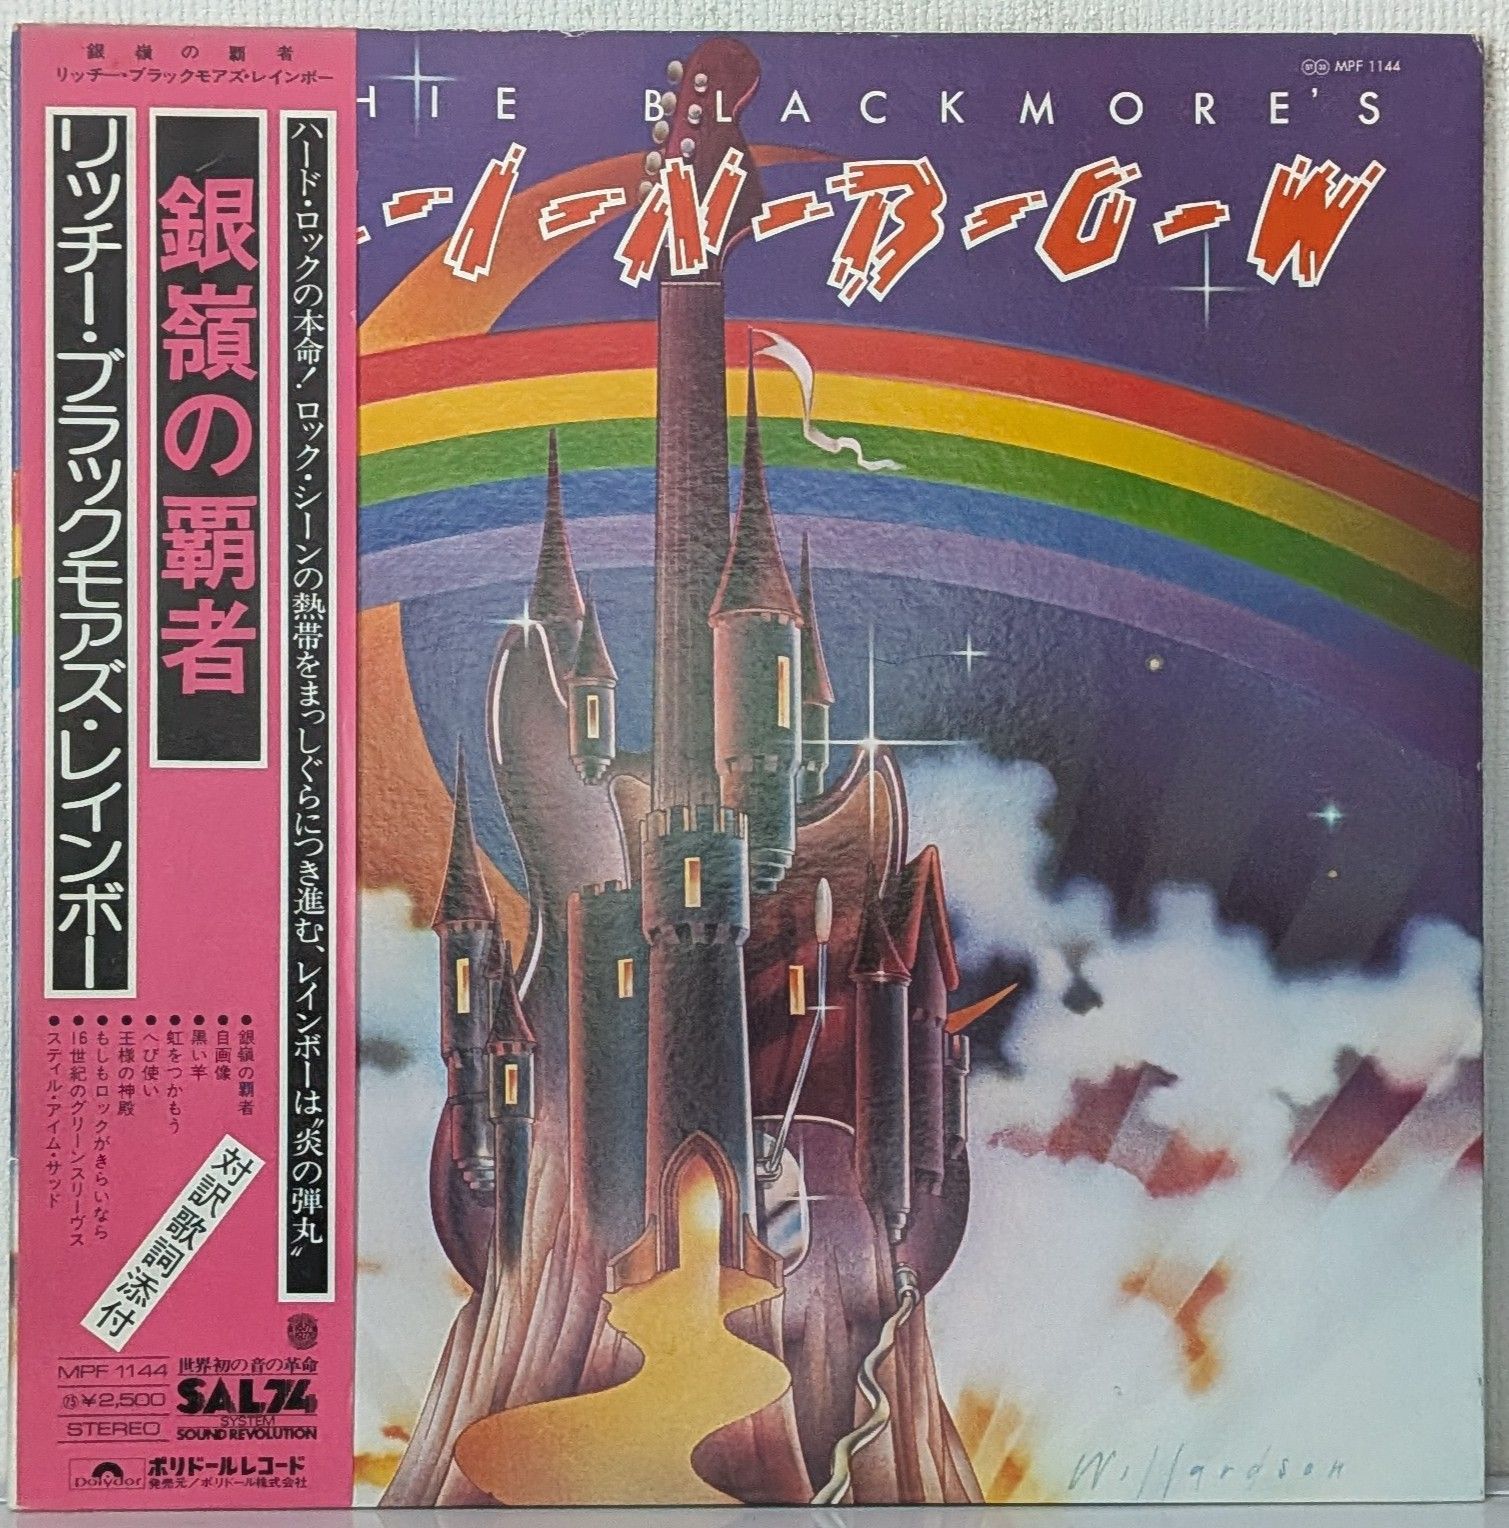 銀嶺の覇者
リッチー・ブラックモアズ・レインボー
リッチー・ブラックモアズ・レインボー
銀嶺の覇者
ハード・ロックの本命! ロック・シーンの熱帯をまっしぐらにつき進む、レインボーは〝炎の弾丸〟
●銀嶺の覇者
●自画像
●黒い羊
●虹をつかもう
●へび使い
●王様の神殿
●もしもロックがきらいなら
●16世紀のグリーンスリーヴス
●スティル・アイム・サッド
対訳歌詞添付
MPF 1144
㋕¥2,500
STEREO
世界初の音の革命
SAL74
SYSTEM
SOUND REVOLUTION
Polydor
ポリドールレコード
発売元/ポリドール株式会社
ST 33 MPF 1144
HIE BLACKMORE'S
-I-N-B-O-W
Willardson